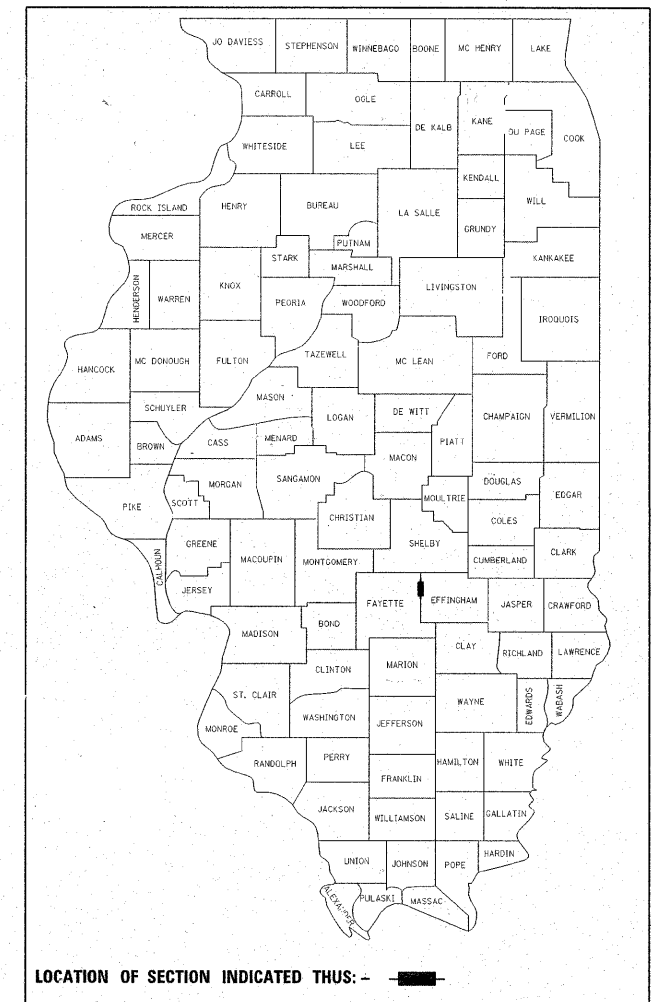 JO DAVIESS STEPHENSON WINNEBAGO BOONE MC HENRY LAKE
CARROLL OGLE
DE KALB KANE DU PAGE COOK
WHITESIDE LEE
KENDALL
ROCK ISLAND HENRY BUREAU LA SALLE WILL
MERCER PUTNAM GRUNDY
STARK MARSHALL KANKAKEE
HENDERSON WARREN KNOX PEORIA WOODFORD LIVINGSTON
IROQUOIS
HANCOCK MC DONOUGH FULTON TAZEWELL MC LEAN FORD
MASON
SCHUYLER LOGAN DE WITT CHAMPAIGN VERMILION
ADAMS BROWN CASS MENARD MACON PIATT
MORGAN SANGAMON DOUGLAS EDGAR
PIKE SCOTT CHRISTIAN MOULTRIE COLES
GREENE MACOUPIN MONTGOMERY SHELBY CUMBERLAND CLARK
CALHOUN JERSEY FAYETTE EFFINGHAM JASPER CRAWFORD
MADISON BOND
CLAY RICHLAND LAWRENCE
CLINTON MARION
ST. CLAIR WAYNE EDWARDS WABASH
WASHINGTON JEFFERSON
MONROE
RANDOLPH PERRY HAMILTON WHITE
FRANKLIN
JACKSON WILLIAMSON SALINE GALLATIN
UNION JOHNSON POPE HARDIN
ALEXANDER PULASKI MASSAC
LOCATION OF SECTION INDICATED THUS: -